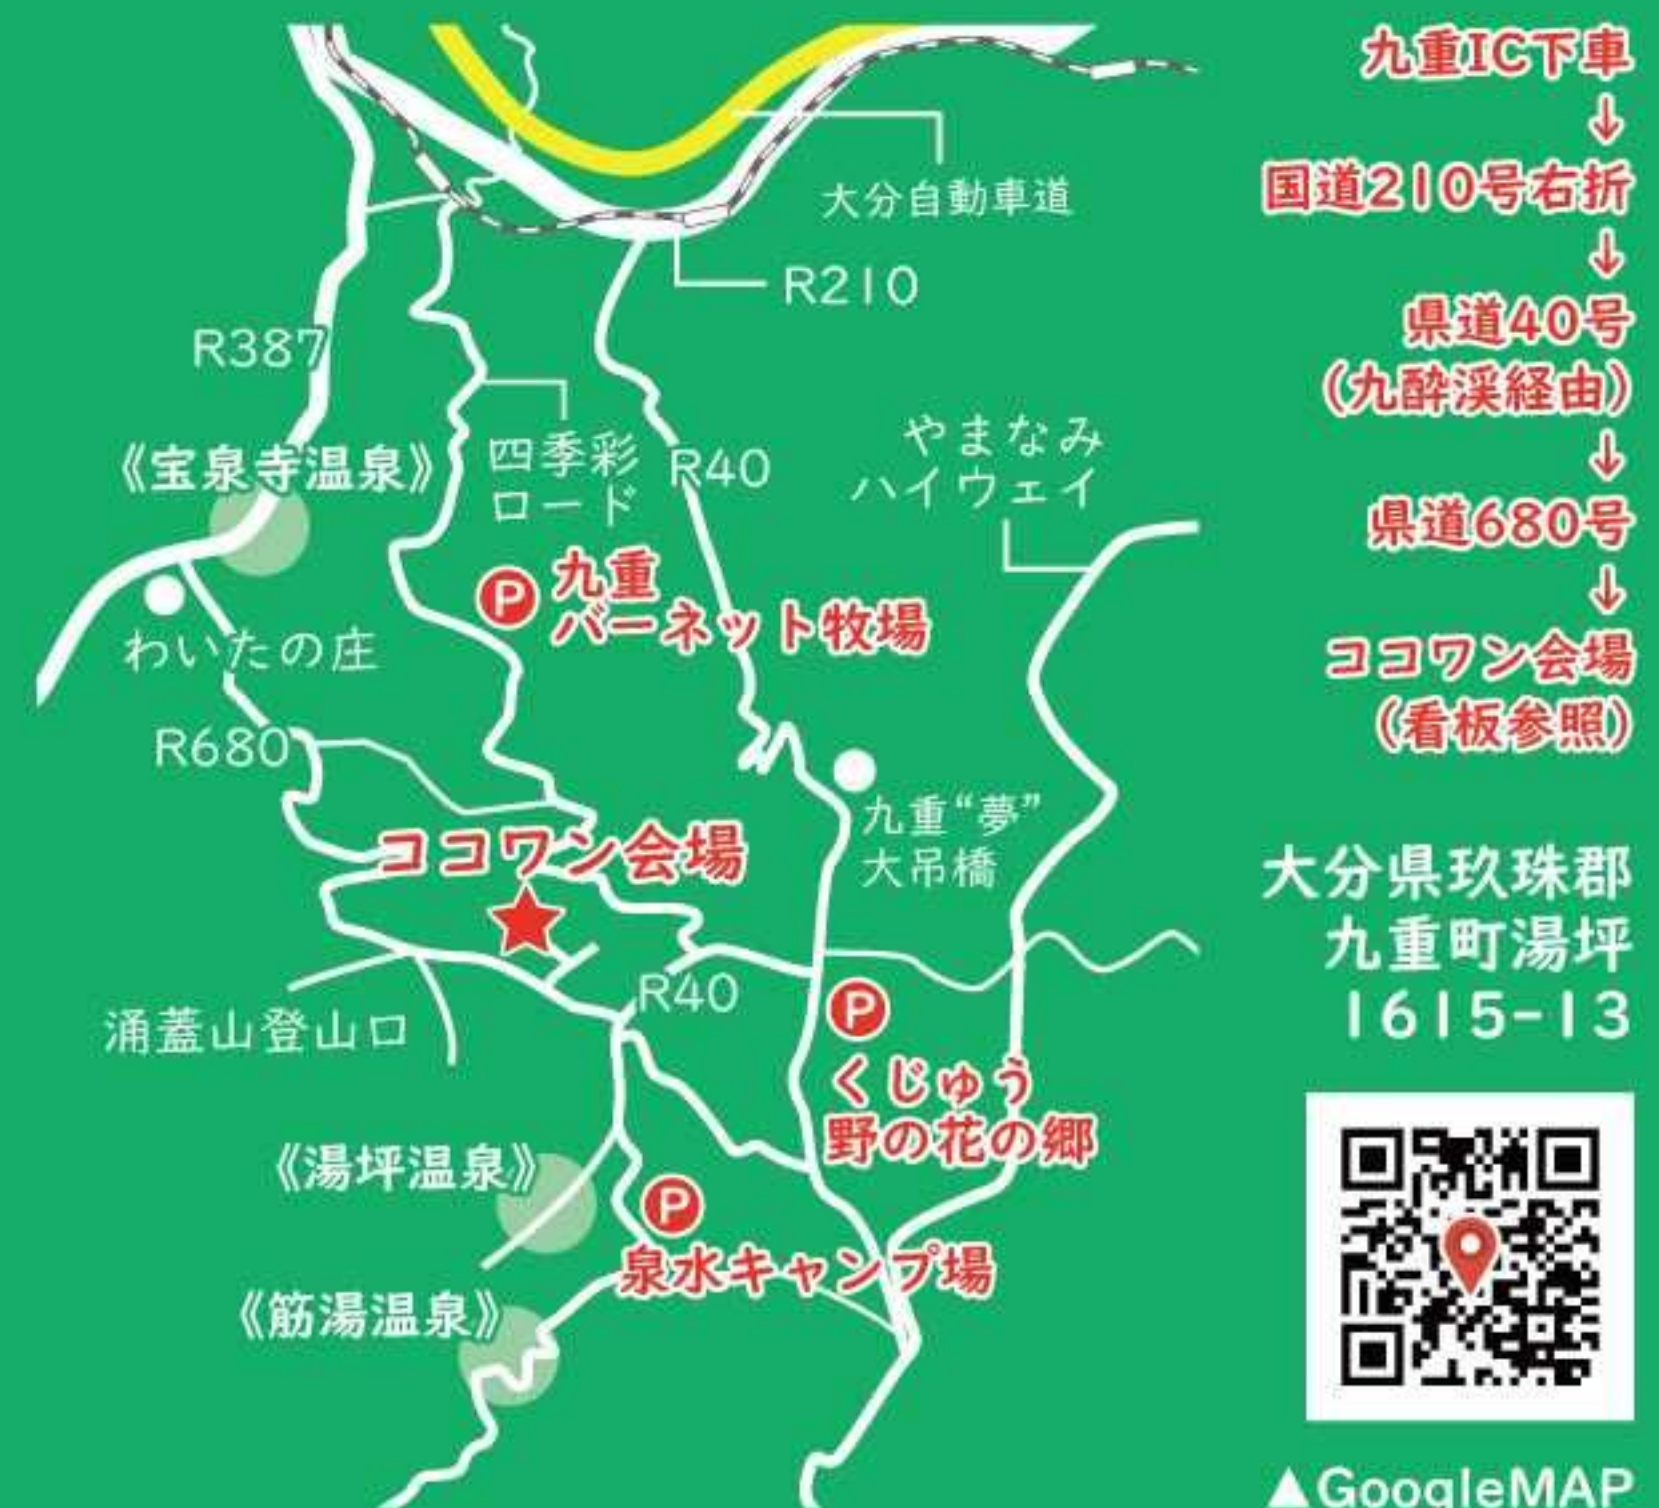 大分自動車道
R210
R387
《宝泉寺温泉》
四季彩
ロード
R40
やまなみ
ハイウェイ
P
九重
バーネット牧場
わいたの庄
R680
九重“夢”
大吊橋
ココワン会場
R40
涌蓋山登山口
P
くじゅう
野の花の郷
《湯坪温泉》
P
泉水キャンプ場
《筋湯温泉》
九重IC下車
↓
国道210号右折
↓
県道40号
（九酔渓経由）
↓
県道680号
↓
ココワン会場
（看板参照）
大分県玖珠郡
九重町湯坪
1615-13
▲GoogleMAP